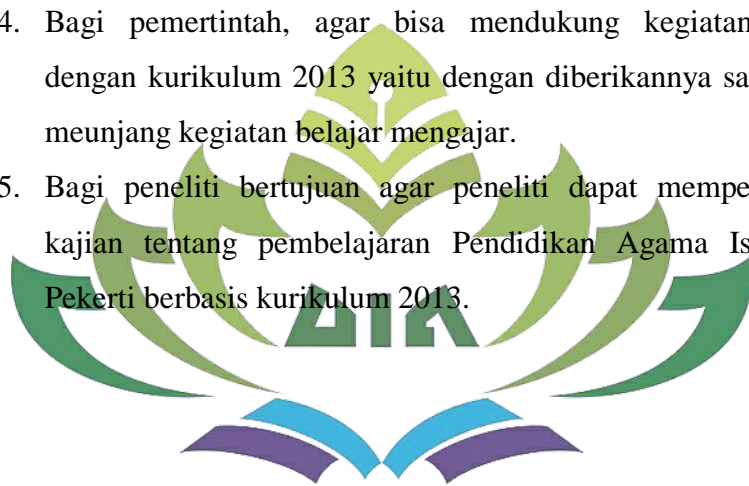 4. Bagi pemertintah, agar bisa mendukung kegiatan
dengan kurikulum 2013 yaitu dengan diberikannya sa
meunjang kegiatan belajar mengajar.
5. Bagi peneliti bertujuan agar peneliti dapat mempe
kajian tentang pembelajaran Pendidikan Agama Is
Pekerti berbasis kurikulum 2013.